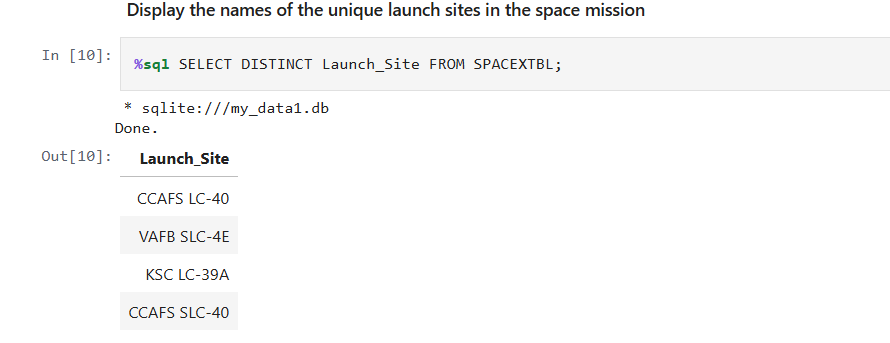 Display the names of the unique launch sites in the space mission
In [10]: %sql SELECT DISTINCT Launch_Site FROM SPACEXTBL;
* sqlite:///my_data1.db
Done.
Out[10]: Launch_Site
CCAFS LC-40
VAFB SLC-4E
KSC LC-39A
CCAFS SLC-40